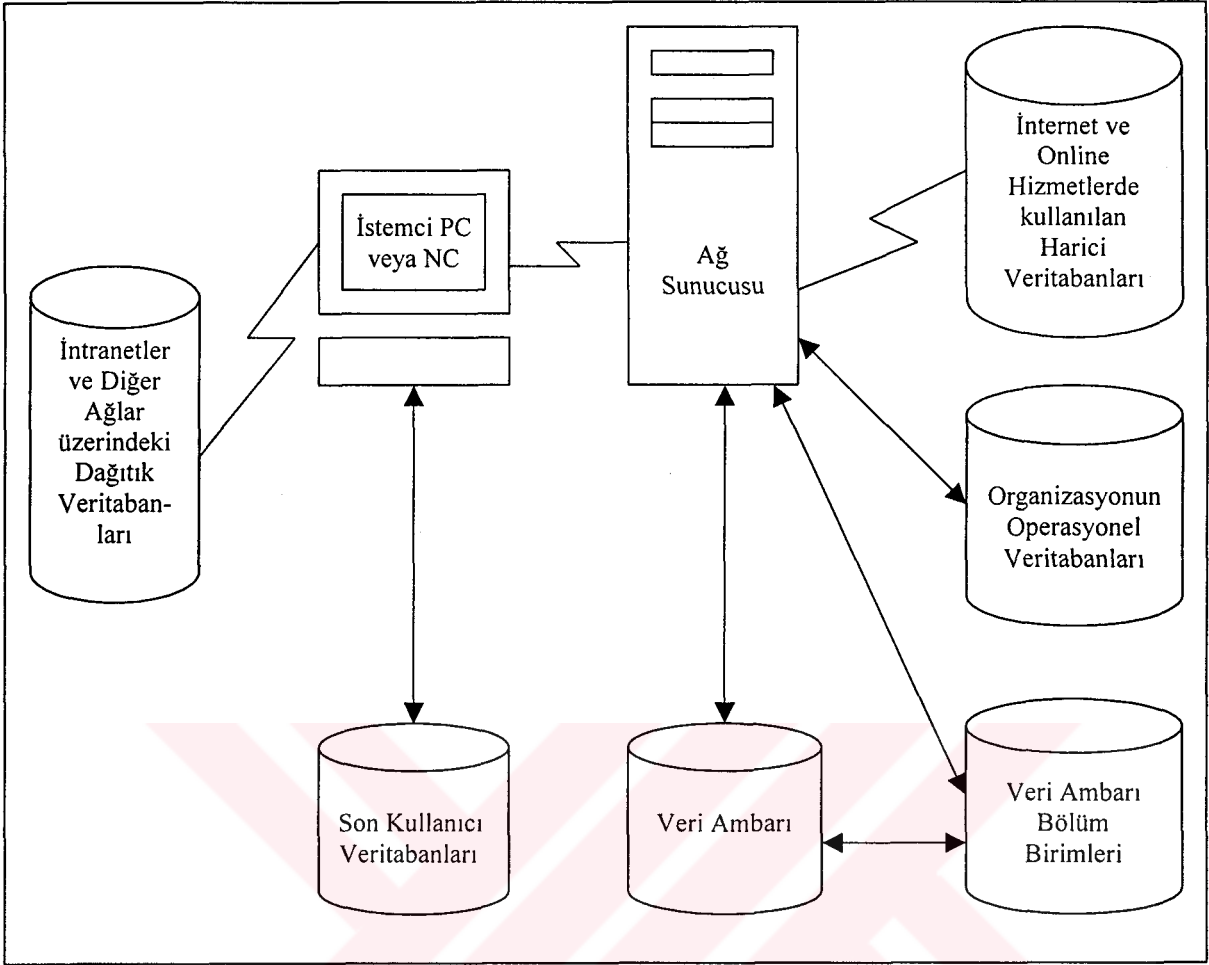 İntranetler
ve Diğer
Ağlar
üzerindeki
Dağıtık
Veritaban-
ları
İstemci PC
veya NC
Ağ
Sunucusu
İnternet ve
Online
Hizmetlerde
kullanılan
Harici
Veritabanları
Organizasyonun
Operasyonel
Veritabanları
Son Kullanıcı
Veritabanları
Veri Ambarı
Veri Ambarı
Bölüm
Birimleri